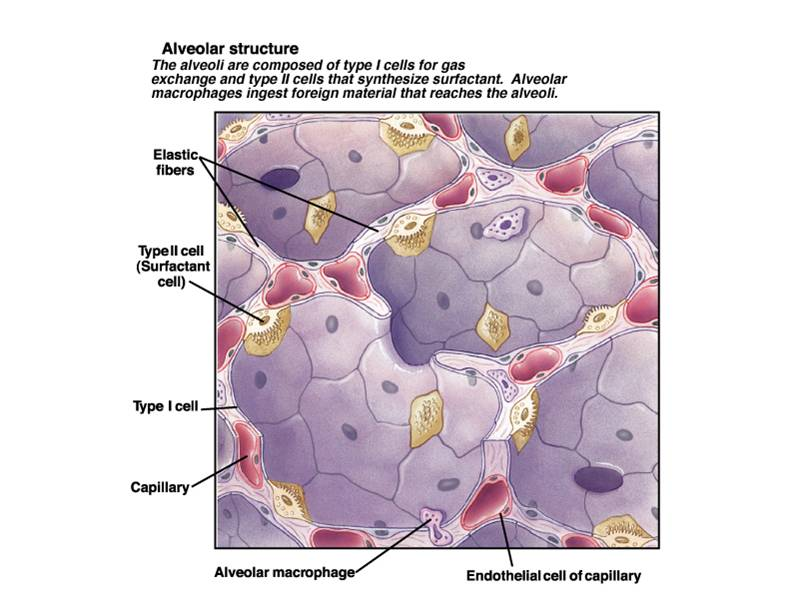 Alveolar structure
The alveoli are composed of type I cells for gas
exchange and type II cells that synthesize surfactant. Alveolar
macrophages ingest foreign material that reaches the alveoli.
Elastic
fibers
Type II cell
(Surfactant
cell)
Type I cell
Capillary
Alveolar macrophage
Endothelial cell of capillary